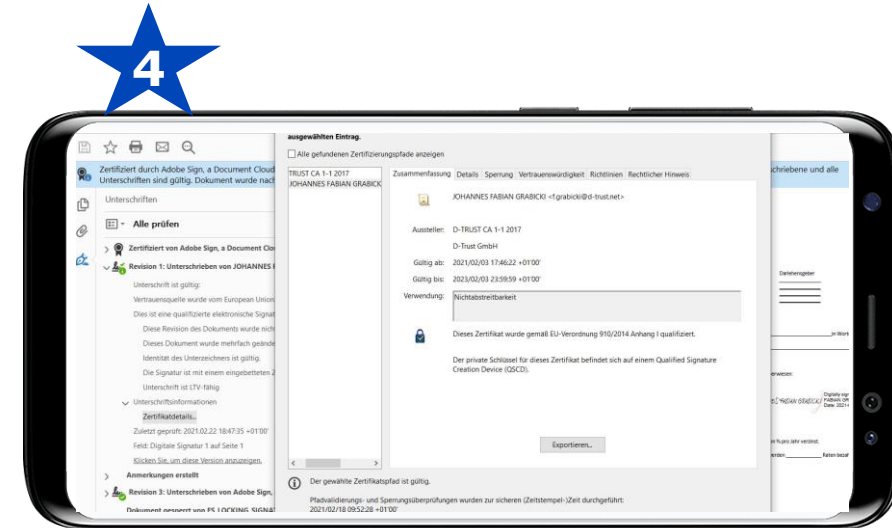 4
ausgewählten Eintrag.
Alle gefundenen Zertifizierungspfade anzeigen
Zertifiziert durch Adobe Sign, a Document Cloud
Unterschriften sind gültig. Dokument wurde nach
chriebene und alle
TRUST CA 1-1 2017
JOHANNES FABIAN GRABICK
Zusammenfassung Details Sperrung Vertrauenswürdigkeit Richtlinien Rechtlicher Hinweis
JOHANNES FABIAN GRABICKI <f.grabicki@d-trust.net>
Aussteller: D-TRUST CA 1-1 2017
D-Trust GmbH
Gültig ab: 2021/02/03 17:46:22 +01'00'
Gültig bis: 2023/02/03 23:59:59 +01'00'
Verwendung: Nichtabstreitbarkeit
Dieses Zertifikat wurde gemäß EU-Verordnung 910/2014 Anhang I qualifiziert.
Der private Schlüssel für dieses Zertifikat befindet sich auf einem Qualified Signature
Creation Device (QSCD).
Exportieren...
Der gewählte Zertifikatspfad ist gültig.
Pfadvalidierungs- und Sperrungsüberprüfungen wurden zur sicheren (Zeitstempel-)Zeit durchgeführt:
2021/02/18 09:52:28 +01'00'
Unterschriften
Alle prüfen
Zertifiziert von Adobe Sign, a Document Clo
Revision 1: Unterschrieben von JOHANNES F
Unterschrift ist gültig:
Vertrauensquelle wurde vom European Union
Dies ist eine qualifizierte elektronische Signat
Diese Revision des Dokuments wurde nich
Dieses Dokument wurde mehrfach geände
Identität des Unterzeichners ist gültig.
Die Signatur ist mit einem eingebetteten Z
Unterschrift ist LTV-fähig
Unterschriftsinformationen
Zertifikatdetails...
Zuletzt geprüft: 2021.02.22 18:47:35 +01'00'
Feld: Digitale Signatur 1 auf Seite 1
Klicken Sie, um diese Version anzuzeigen.
Anmerkungen erstellt
Revision 3: Unterschrieben von Adobe Sign,
Dokument gesperrt von ES_LOCKING_SIGNA
Darlehensgeber